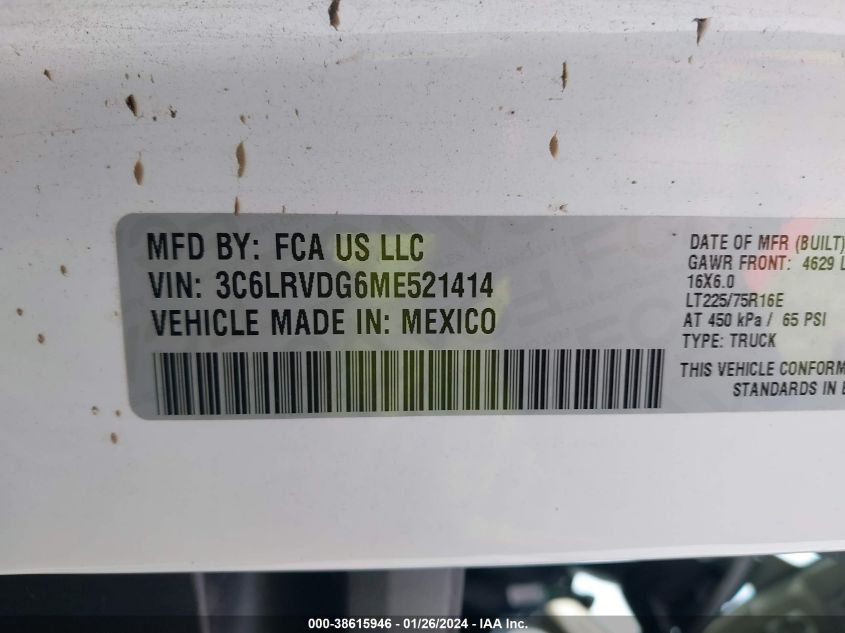 MFD BY: FCA US LLC
VIN: 3C6LRVDG6ME521414
VEHICLE MADE IN: MEXICO
DATE OF MFR (BUILT)
GAWR FRONT: 4629 L
16X6.0
LT225/75R16E
AT 450 kPa / 65 PSI
TYPE: TRUCK
THIS VEHICLE CONFORM
STANDARDS IN E
000-38615946 - 01/26/2024 - IAA Inc.